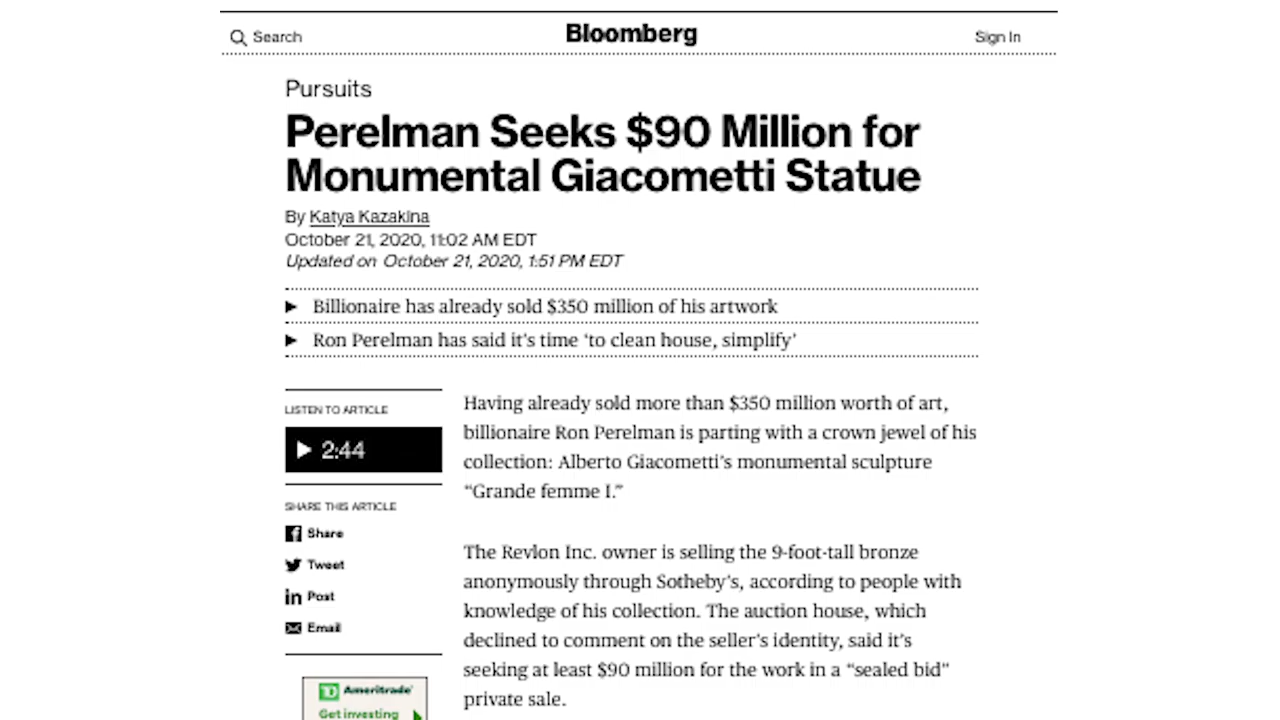 Search
Bloomberg
Sign In
Pursuits
Perelman Seeks $90 Million for
Monumental Giacometti Statue
By Katya Kazakina
October 21, 2020, 11:02 AM EDT
Updated on October 21, 2020, 1:51 PM EDT
Billionaire has already sold $350 million of his artwork
Ron Perelman has said it's time ‘to clean house, simplify’
LISTEN TO ARTICLE
2:44
SHARE THIS ARTICLE
Share
Tweet
Post
Email
TD Ameritrade
Get investing
Having already sold more than $350 million worth of art,
billionaire Ron Perelman is parting with a crown jewel of his
collection: Alberto Giacometti’s monumental sculpture
“Grande femme I.”
The Revlon Inc. owner is selling the 9-foot-tall bronze
anonymously through Sotheby’s, according to people with
knowledge of his collection. The auction house, which
declined to comment on the seller’s identity, said it’s
seeking at least $90 million for the work in a “sealed bid”
private sale.